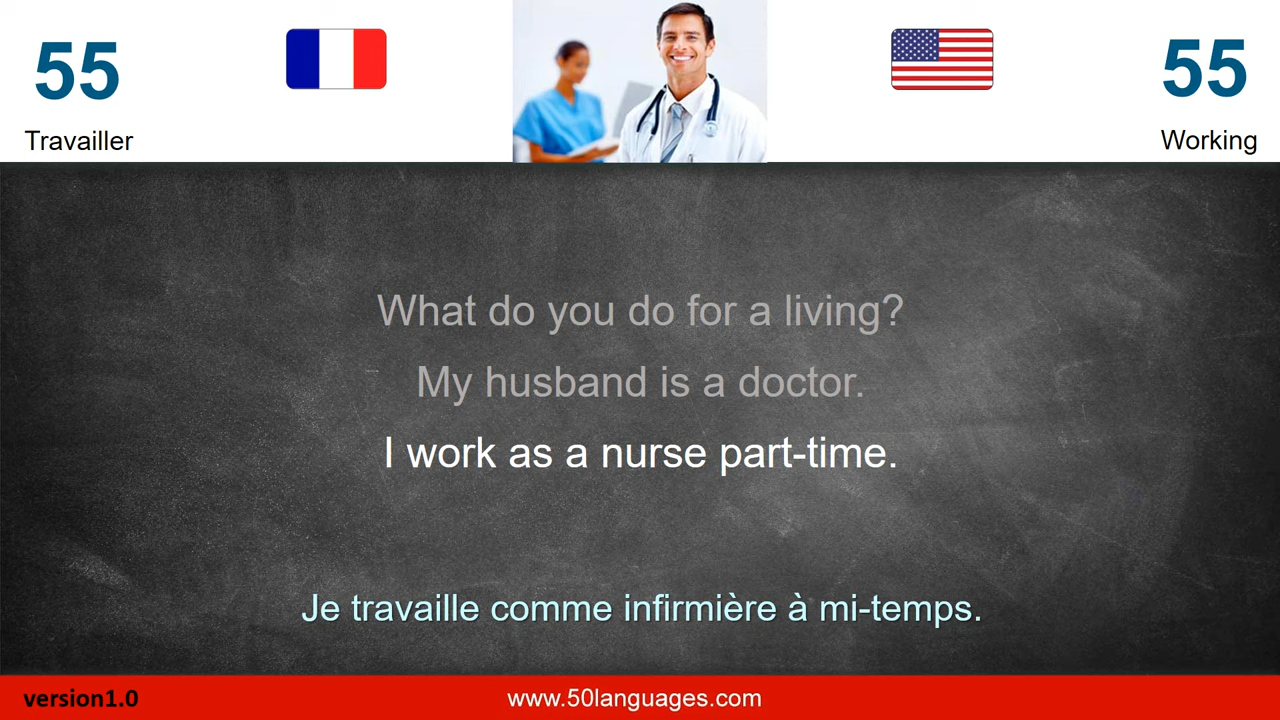 55
55
Travailler
Working
What do you do for a living?
My husband is a doctor.
I work as a nurse part-time.
Je travaille comme infirmière à mi-temps.
version1.0
www.50languages.com